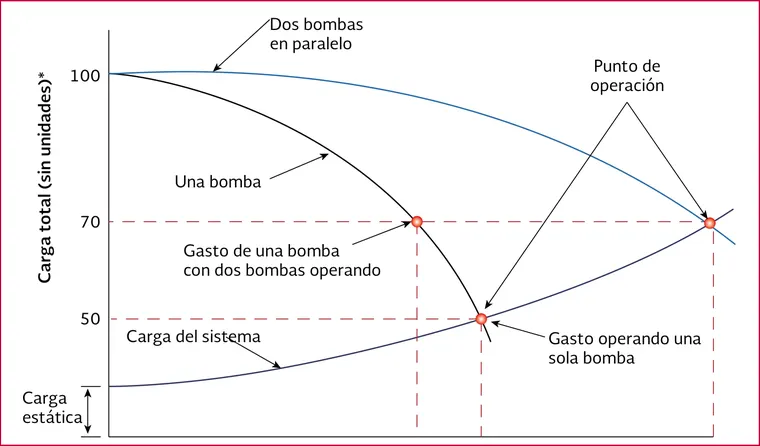 Dos bombas
en paralelo
Punto de
operación
100
Carga total (sin unidades)*
Una bomba
70
Gasto de una bomba
con dos bombas operando
50
Carga del sistema
Gasto operando una
sola bomba
Carga
estática